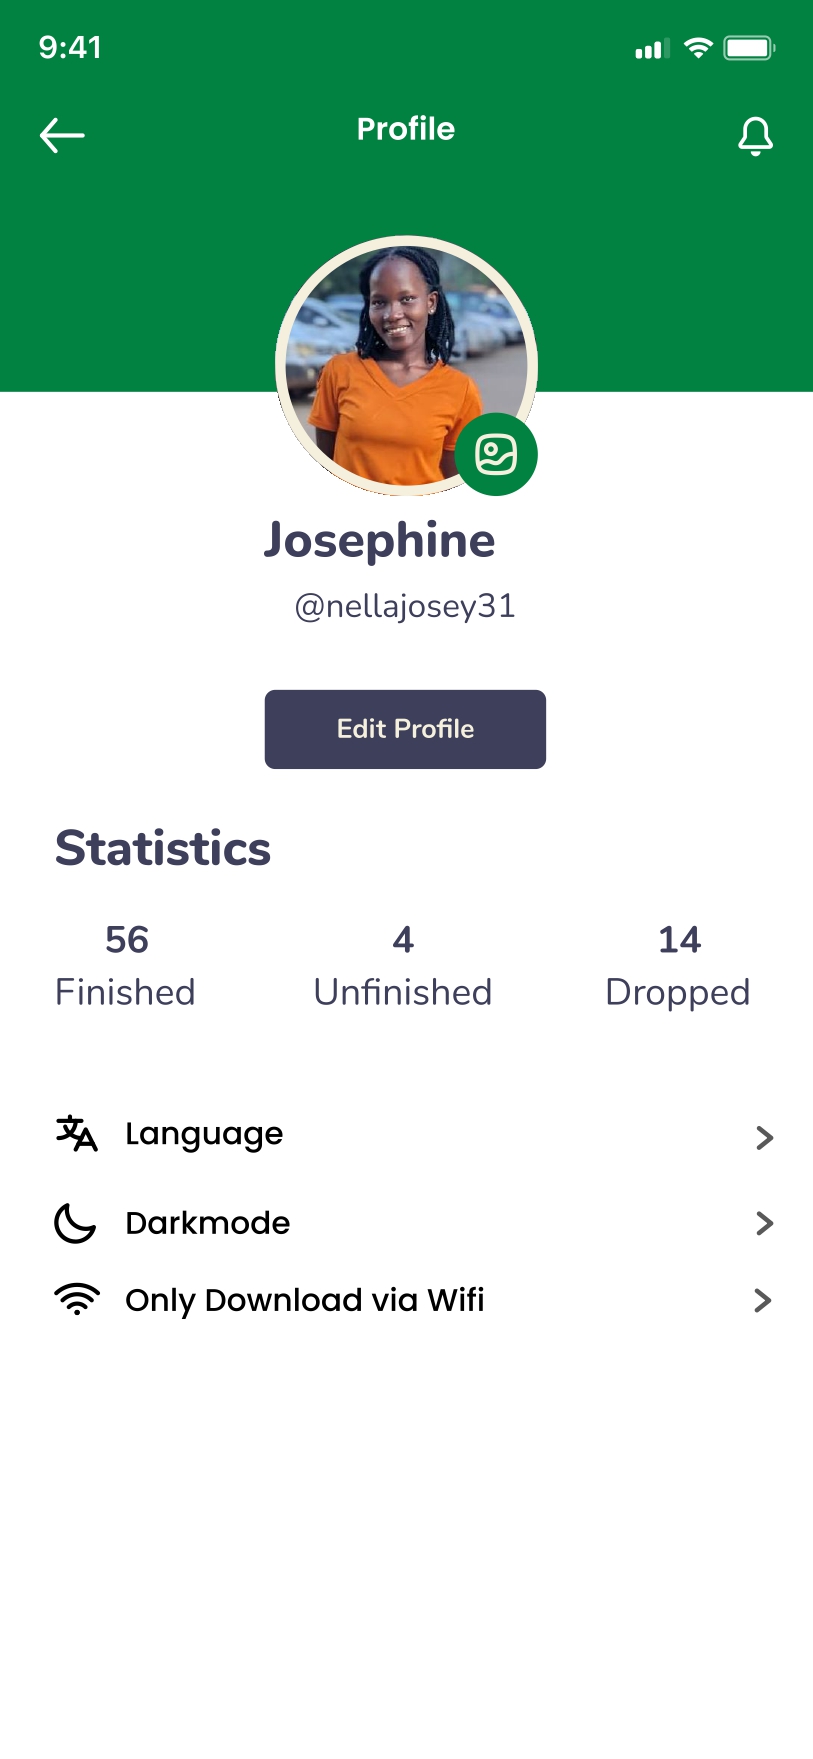 9:41
Profile
Josephine
@nellajosey31
Edit Profile
Statistics
56 4 14
Finished Unfinished Dropped
Language
Darkmode
Only Download via Wifi